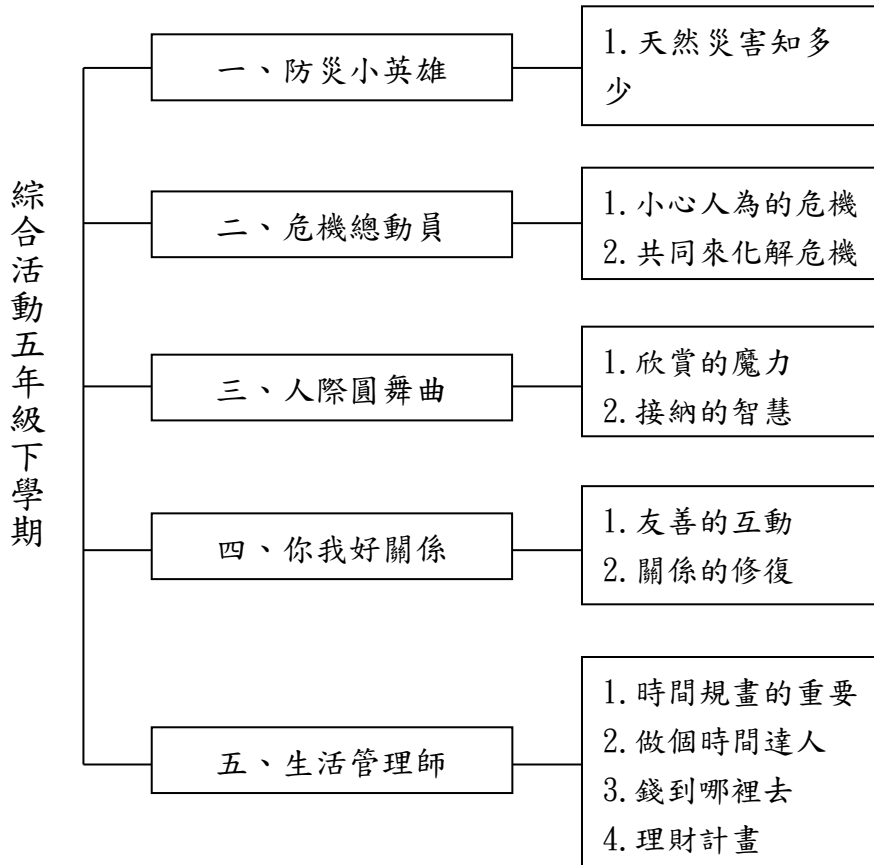 綜合活動五年級下學期
一、防災小英雄
1.天然災害知多
少
二、危機總動員
1.小心人為的危機
2.共同來化解危機
三、人際圓舞曲
1.欣賞的魔力
2.接納的智慧
四、你我好關係
1.友善的互動
2.關係的修復
五、生活管理師
1.時間規畫的重要
2.做個時間達人
3.錢到哪裡去
4.理財計畫